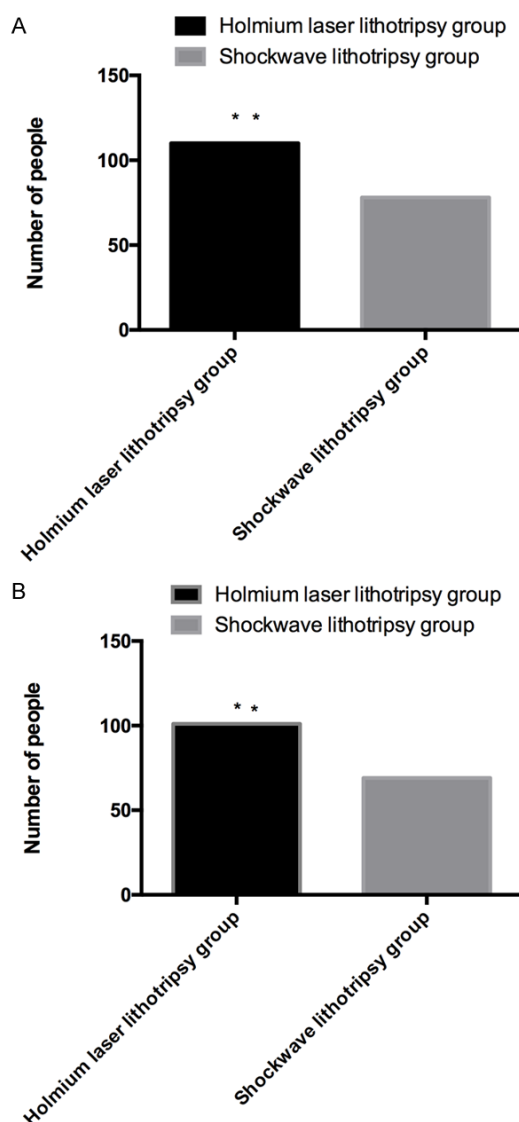 A
Holmium laser lithotripsy group
Shockwave lithotripsy group
Number of people
150
100
50
0
* *
Holmium laser lithotripsy group
Shockwave lithotripsy group
B
Holmium laser lithotripsy group
Shockwave lithotripsy group
Number of people
150
100
50
0
* *
Holmium laser lithotripsy group
Shockwave lithotripsy group